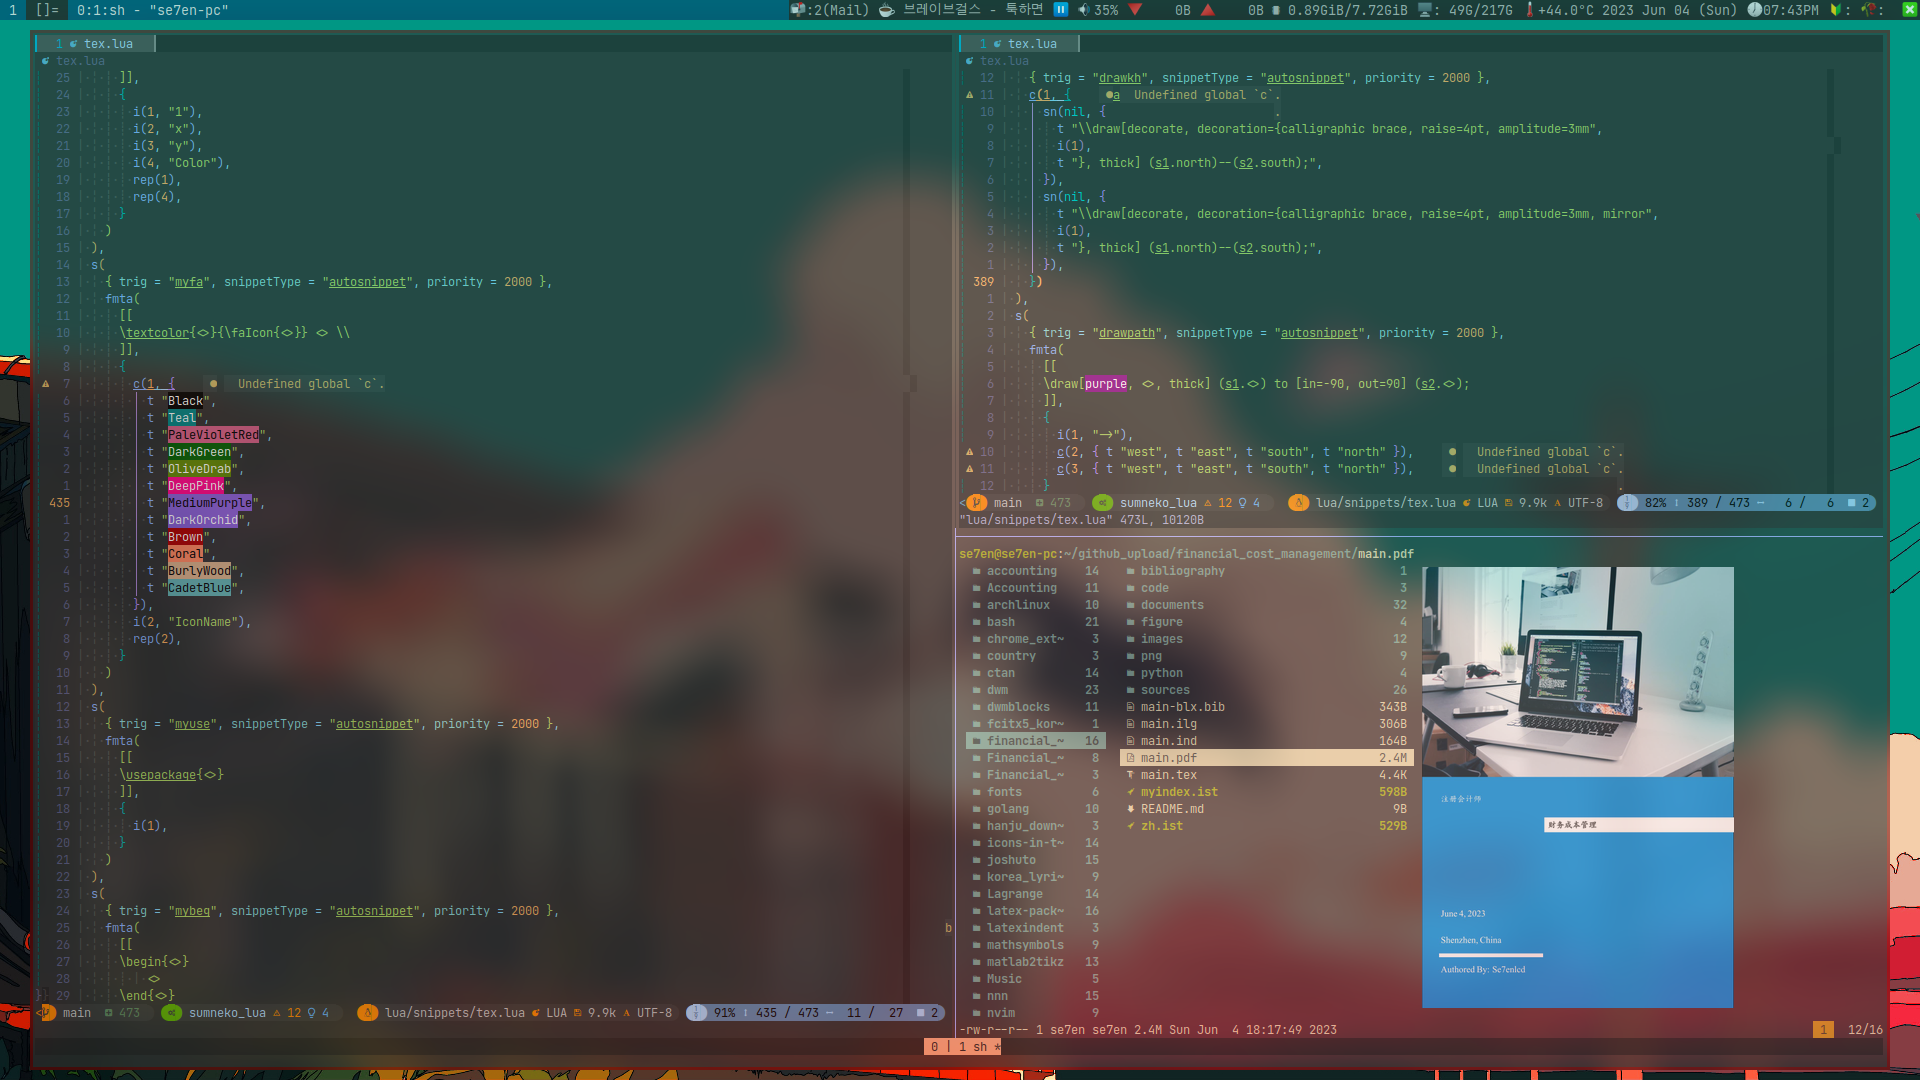 1 []= 0:1:sh - "se7en-pc"
:2(Mail) 브레이브걸스 - 툭하면 35% 0B 0B 0.89GiB/7.72GiB : 49G/217G +44.0°C 2023 Jun 04 (Sun) 07:43PM : :
1 tex.lua
tex.lua
25 ]],
24 {
23 i(1, "1"),
22 i(2, "x"),
21 i(3, "y"),
20 i(4, "Color"),
19 rep(1),
18 rep(4),
17 }
16 )
15 ),
14 s(
13 { trig = "myfa", snippetType = "autosnippet", priority = 2000 },
12 fmta(
11 [[
10 \textcolor{<>}{\faIcon{<>}} <> \\
9 ]],
8 {
7 c(1, { Undefined global `c`.
6 t "Black",
5 t "Teal",
4 t "PaleVioletRed",
3 t "DarkGreen",
2 t "OliveDrab",
1 t "DeepPink",
435 t "MediumPurple",
1 t "DarkOrchid",
2 t "Brown",
3 t "Coral",
4 t "BurlyWood",
5 t "CadetBlue",
6 }),
7 i(2, "IconName"),
8 rep(2),
9 }
10 )
11 ),
12 s(
13 { trig = "myuse", snippetType = "autosnippet", priority = 2000 },
14 fmta(
15 [[
16 \usepackage{<>}
17 ]],
18 {
19 i(1),
20 }
21 )
22 ),
23 s(
24 { trig = "mybeg", snippetType = "autosnippet", priority = 2000 },
25 fmta( b
26 [[
27 \begin{<>}
28 <>
29 \end{<>}
main 473 sumneko_lua 12 4 lua/snippets/tex.lua LUA 9.9k UTF-8 91% 435 / 473 11 / 27 2
1 tex.lua
tex.lua
12 { trig = "drawkh", snippetType = "autosnippet", priority = 2000 },
11 c(1, { a Undefined global `c`.
10 sn(nil, {
9 t "\\draw[decorate, decoration={calligraphic brace, raise=4pt, amplitude=3mm",
8 i(1),
7 t "}, thick] (s1.north)--(s2.south);",
6 }),
5 sn(nil, {
4 t "\\draw[decorate, decoration={calligraphic brace, raise=4pt, amplitude=3mm, mirror",
3 i(1),
2 t "}, thick] (s1.north)--(s2.south);",
1 }),
389 })
1 ),
2 s(
3 { trig = "drawpath", snippetType = "autosnippet", priority = 2000 },
4 fmta(
5 [[
6 \draw[purple, <>, thick] (s1.<>) to [in=-90, out=90] (s2.<>);
7 ]],
8 {
9 i(1, "->"),
10 c(2, { t "west", t "east", t "south", t "north" }), Undefined global `c`.
11 c(3, { t "west", t "east", t "south", t "north" }), Undefined global `c`.
12 }
main 473 sumneko_lua 12 4 lua/snippets/tex.lua LUA 9.9k UTF-8 82% 389 / 473 6 / 6 2
"lua/snippets/tex.lua" 473L, 10120B
se7en@se7en-pc:~/github_upload/financial_cost_management/main.pdf
accounting 14 bibliography 1
Accounting 11 code 3
archlinux 10 documents 32
bash 21 figure 4
chrome_ext~ 3 images 12
country 3 png 9
ctan 14 python 4
dwm 23 sources 26
dwmblocks 11 main-blx.bib 343B
fcitx5_kor~ 1 main.ilg 306B
financial_~ 16 main.ind 164B
Financial_~ 8 main.pdf 2.4M
Financial_~ 3 main.tex 4.4K
fonts 6 myindex.ist 598B
golang 10 README.md 9B
hanju_down~ 3 zh.ist 529B
icons-in-t~ 14
joshuto 15
korea_lyri~ 9
Lagrange 14
latex-pack~ 16
latexindent 3
mathsymbols 9
matlab2tikz 13
Music 5
nnn 15
nvim 9
注册会计师
财务成本管理
June 4, 2023
Shenzhen, China
Authored By: Se7enlcd
-rw-r--r-- 1 se7en se7en 2.4M Sun Jun 4 18:17:49 2023 1 12/16
0 | 1 sh *